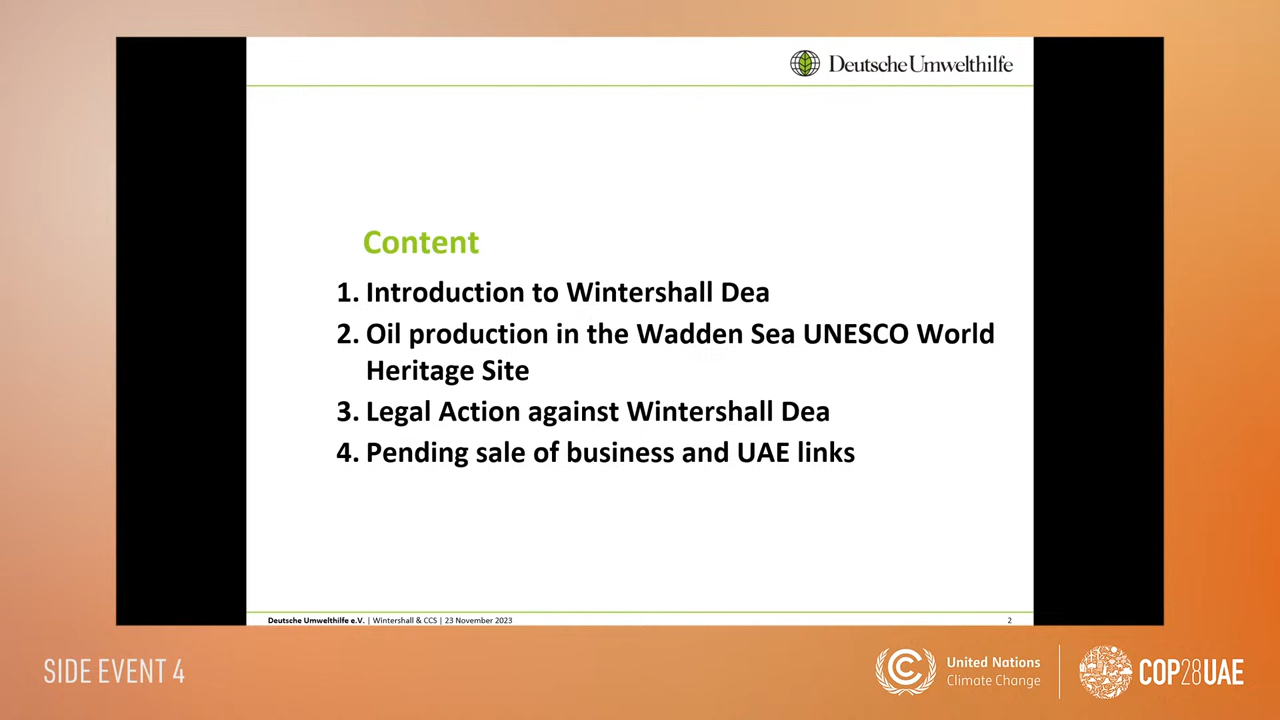 Deutsche Umwelthilfe
Content
1. Introduction to Wintershall Dea
2. Oil production in the Wadden Sea UNESCO World
Heritage Site
3. Legal Action against Wintershall Dea
4. Pending sale of business and UAE links
Deutsche Umwelthilfe e.V. | Wintershall & CCS | 23 November 2023
2
SIDE EVENT 4
United Nations
Climate Change
COP28UAE